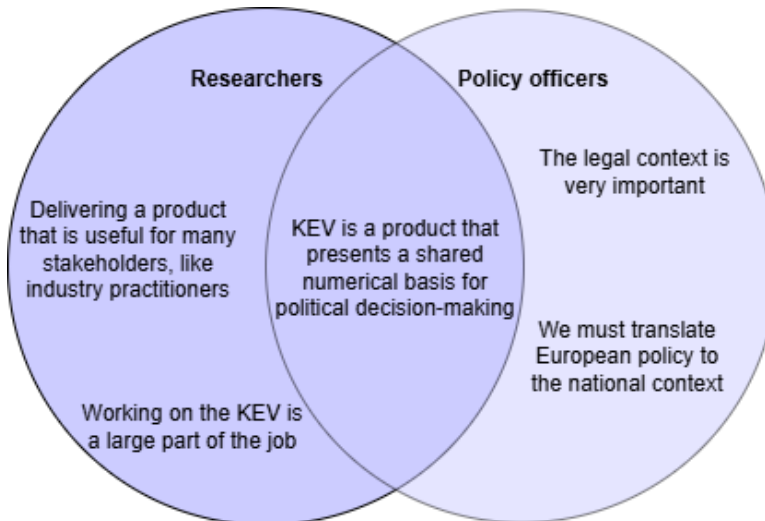 Researchers
Policy officers
The legal context is
very important
Delivering a product
that is useful for many
stakeholders, like
industry practitioners
KEV is a product that
presents a shared
numerical basis for
political decision-making
We must translate
European policy to
the national context
Working on the KEV is
a large part of the job